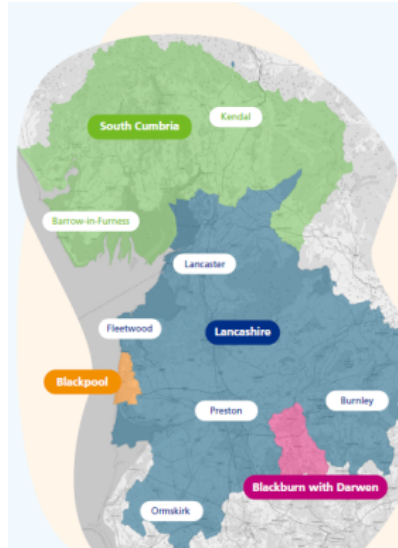 Kendal
South Cumbria
Barrow-in-Furness
Lancaster
Fleetwood
Lancashire
Blackpool
Burnley
Preston
Blackburn with Darwen
Ormskirk